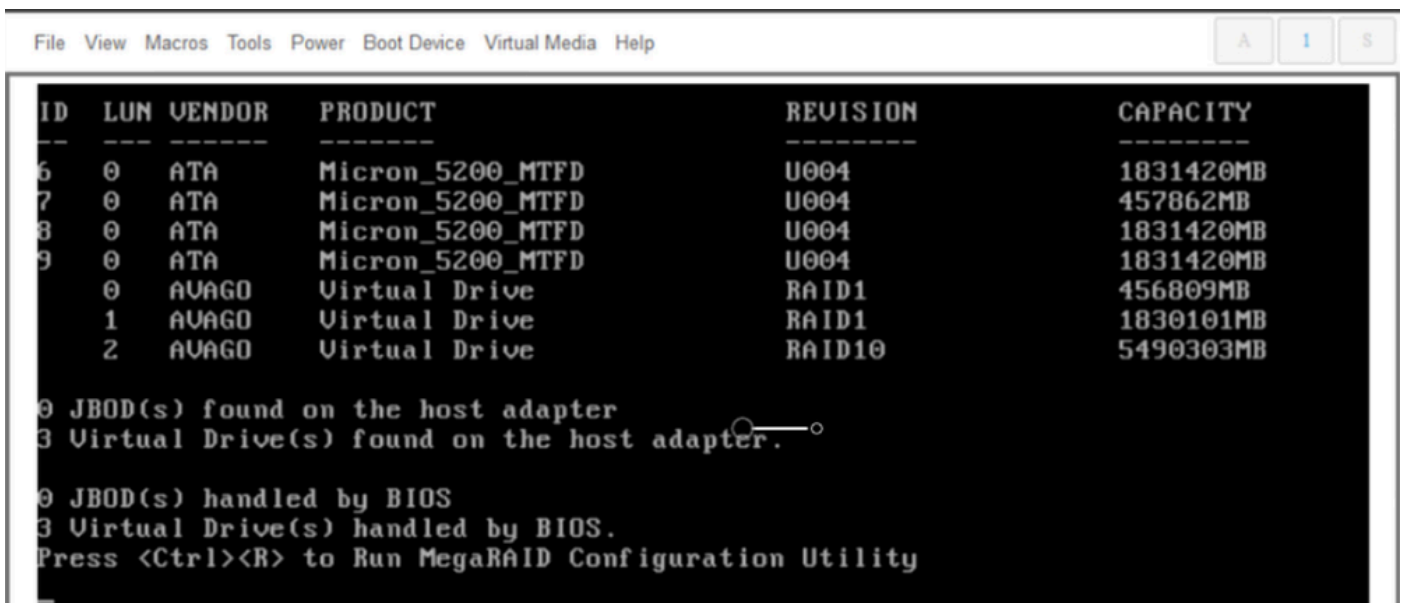 File View Macros Tools Power Boot Device Virtual Media Help A 1 S
ID LUN VENDOR PRODUCT REVISION CAPACITY
-- --- ------ ------- -------- --------
6 0 ATA Micron_5200_MTFD U004 1831420MB
7 0 ATA Micron_5200_MTFD U004 457862MB
8 0 ATA Micron_5200_MTFD U004 1831420MB
9 0 ATA Micron_5200_MTFD U004 1831420MB
0 AVAGO Virtual Drive RAID1 456809MB
1 AVAGO Virtual Drive RAID1 1830101MB
2 AVAGO Virtual Drive RAID10 5490303MB
0 JBOD(s) found on the host adapter
3 Virtual Drive(s) found on the host adapter.
0 JBOD(s) handled by BIOS
3 Virtual Drive(s) handled by BIOS.
Press <Ctrl><R> to Run MegaRAID Configuration Utility